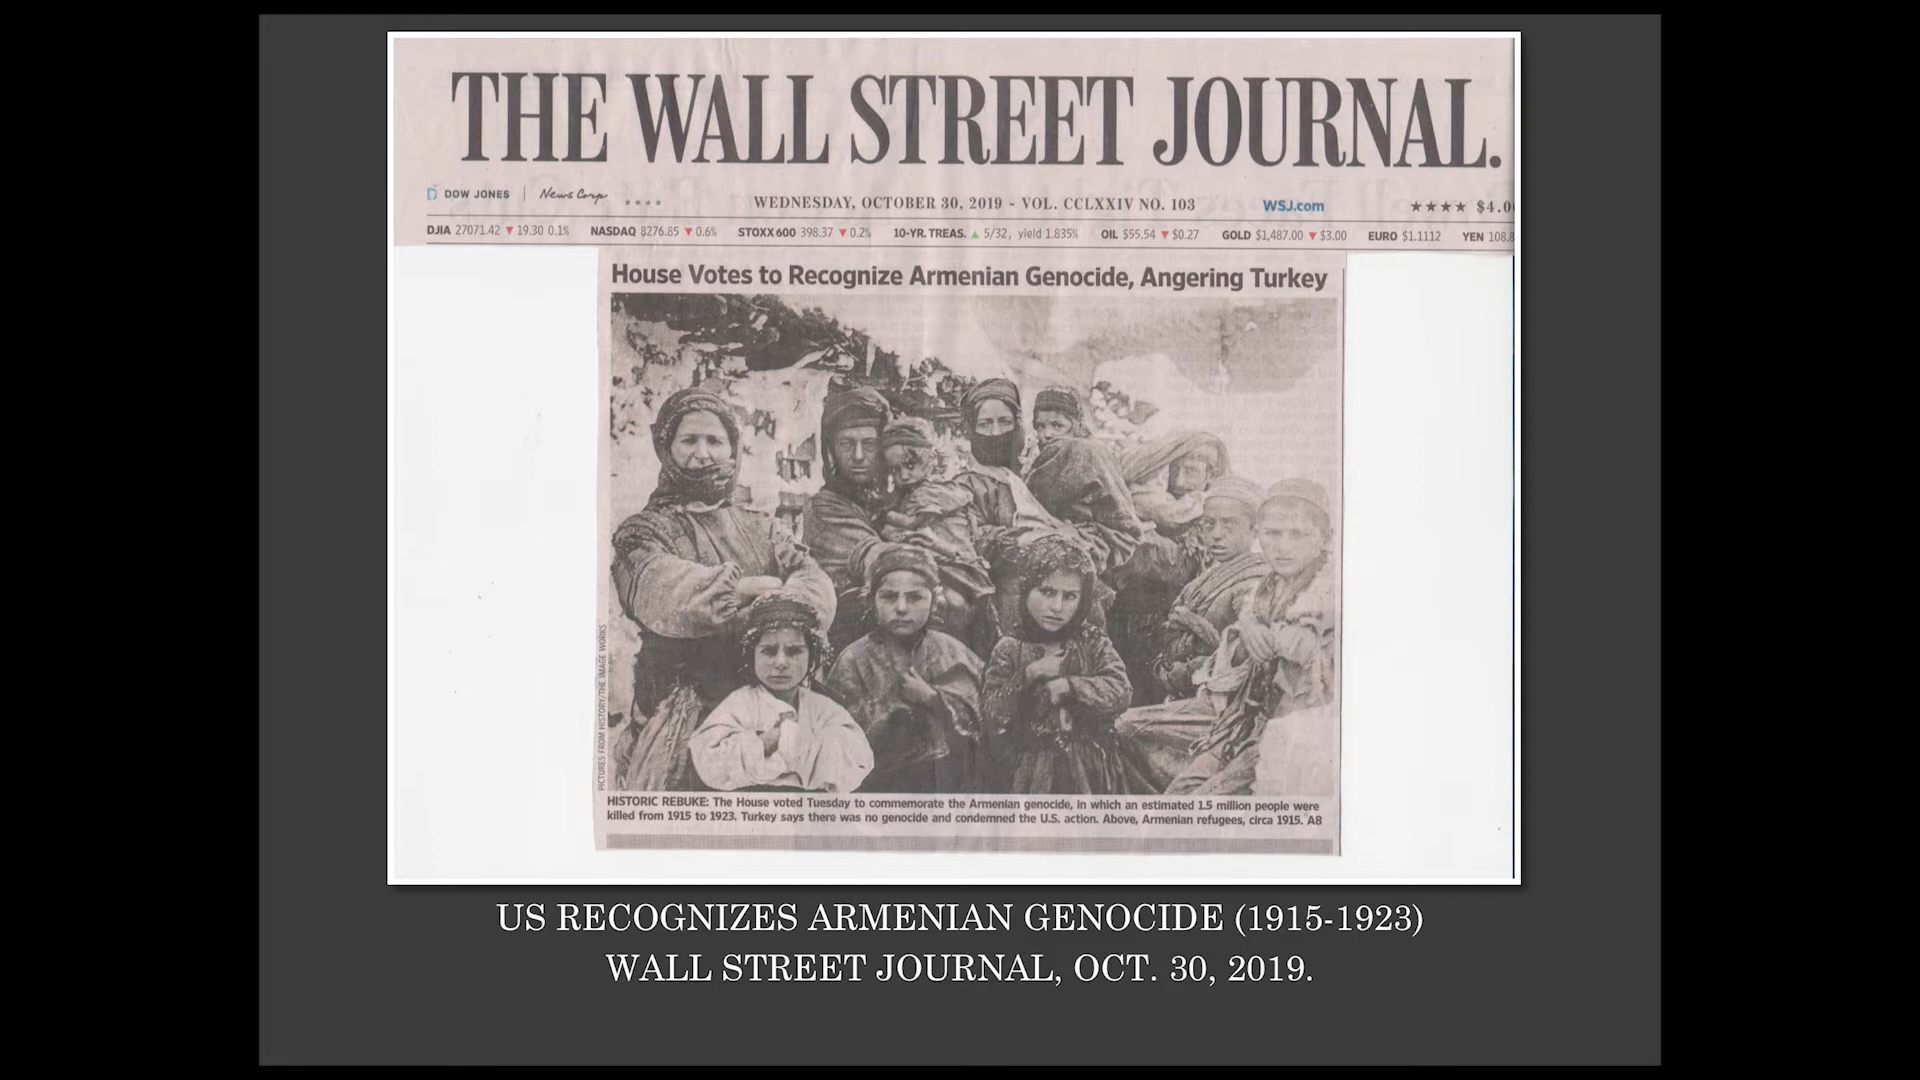 THE WALL STREET JOURNAL.
DOW JONES | News Corp ★★★★ WEDNESDAY, OCTOBER 30, 2019 ~ VOL. CCLXXIV NO. 103 WSJ.com ★★★★ $4.0
DJIA 27071.42 ▼ 19.30 0.1% NASDAQ 8276.85 ▼ 0.6% STOXX 600 398.37 ▼ 0.2% 10-YR. TREAS. ▲ 5/32, yield 1.835% OIL $55.54 ▼ $0.27 GOLD $1,487.00 ▼ $3.00 EURO $1.1112 YEN 108.8
House Votes to Recognize Armenian Genocide, Angering Turkey
PICTURES FROM HISTORY/THE IMAGE WORKS
HISTORIC REBUKE: The House voted Tuesday to commemorate the Armenian genocide, in which an estimated 1.5 million people were
killed from 1915 to 1923. Turkey says there was no genocide and condemned the U.S. action. Above, Armenian refugees, circa 1915. A8
US RECOGNIZES ARMENIAN GENOCIDE (1915-1923)
WALL STREET JOURNAL, OCT. 30, 2019.